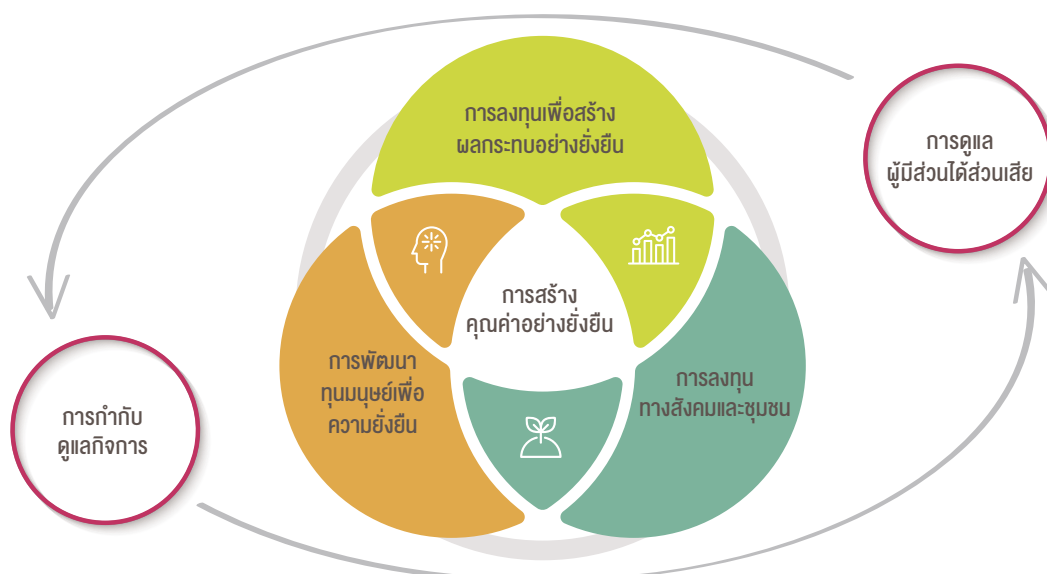 การลงทุนเพื่อสร้าง
ผลกระทบอย่างยั่งยืน
การดูแล
ผู้มีส่วนได้ส่วนเสีย
การสร้าง
คุณค่าอย่างยั่งยืน
การพัฒนา
ทุนมนุษย์เพื่อ
ความยั่งยืน
การลงทุน
ทางสังคมและชุมชน
การกำกับ
ดูแลกิจการ